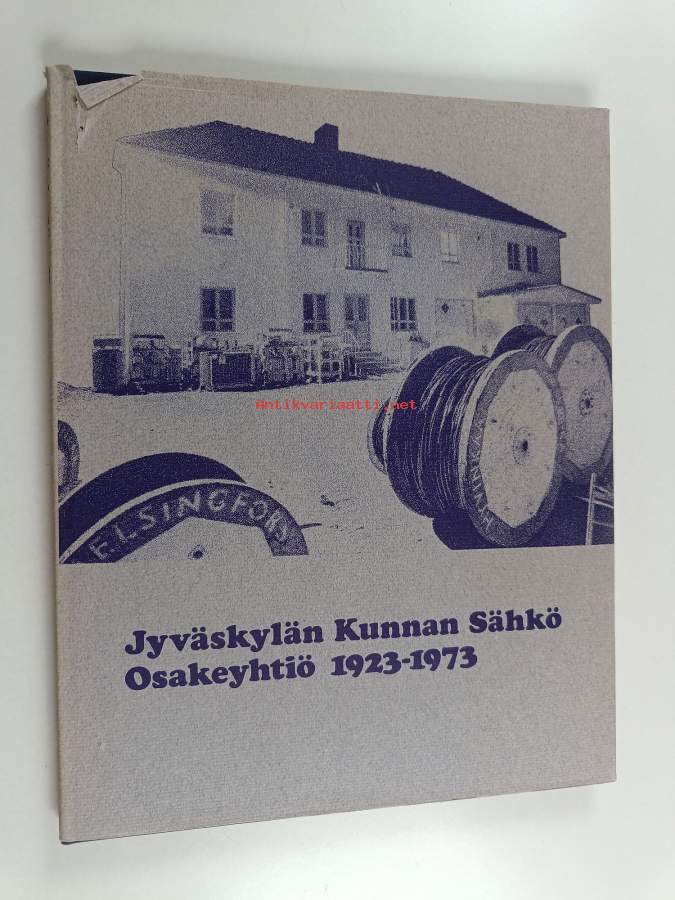 Antikvariaatti.net
ELSINGFORS
Jyväskylän Kunnan Sähkö
Osakeyhtiö 1923-1973